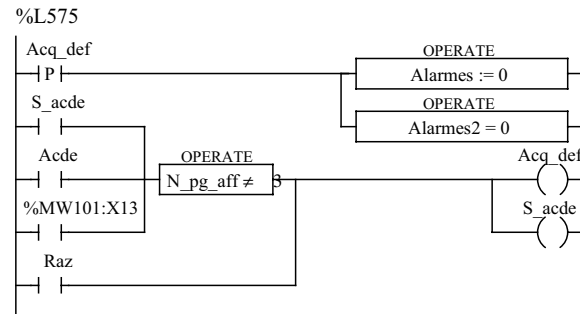 %L575
Acq_def
P
OPERATE
Alarmes := 0
OPERATE
Alarmes2 = 0
S_acde
Acde
OPERATE
N_pg_aff ≠ 3
%MW101:X13
Raz
Acq_def
S_acde